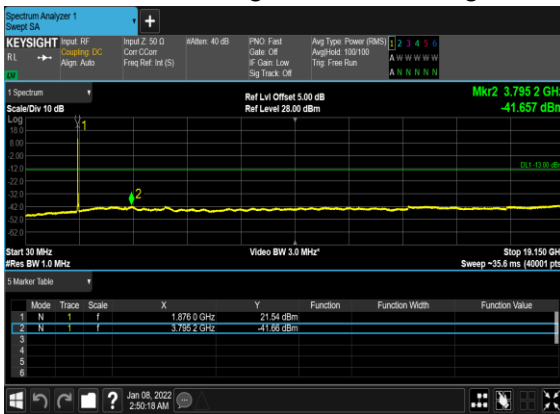 Spectrum Analyzer 1
Swept SA
KEYSIGHT
RL
Input: RF
Coupling: DC
Align: Auto
Input Z: 50 Ω
Corr CCorr
Freq Ref: Int (S)
#Atten: 40 dB
PNO: Fast
Gate: Off
IF Gain: Low
Sig Track: Off
Avg Type: Power (RMS)
Avg|Hold: 100/100
Trig: Free Run
1 2 3 4 5 6
A W W W W W
A N N N N N
1 Spectrum
Scale/Div 10 dB
Ref Lvl Offset 5.00 dB
Ref Level 28.00 dBm
Mkr2 3.795 2 GHz
-41.657 dBm
Log
18.0
8.00
-2.00
-12.0
-22.0
-32.0
-42.0
-52.0
-62.0
1
2
DL1 -13.00 dBm
Start 30 MHz
#Res BW 1.0 MHz
Video BW 3.0 MHz*
Stop 19.150 GHz
Sweep ~35.6 ms (40001 pts)
5 Marker Table
Mode Trace Scale X Y Function Function Width Function Value
1 N 1 f 1.876 0 GHz 21.54 dBm
2 N 1 f 3.795 2 GHz -41.66 dBm
3
4
5
6
?
Jan 08, 2022
2:50:18 AM